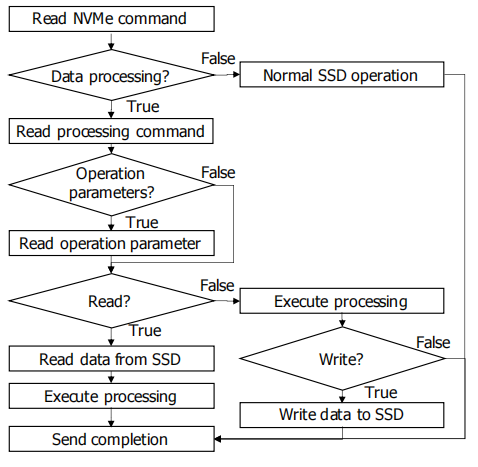 Read NVMe command
False
Data processing?
Normal SSD operation
True
Read processing command
False
Operation
parameters?
True
Read operation parameter
False
Read?
Execute processing
True
False
Read data from SSD
Write?
True
Execute processing
Write data to SSD
Send completion